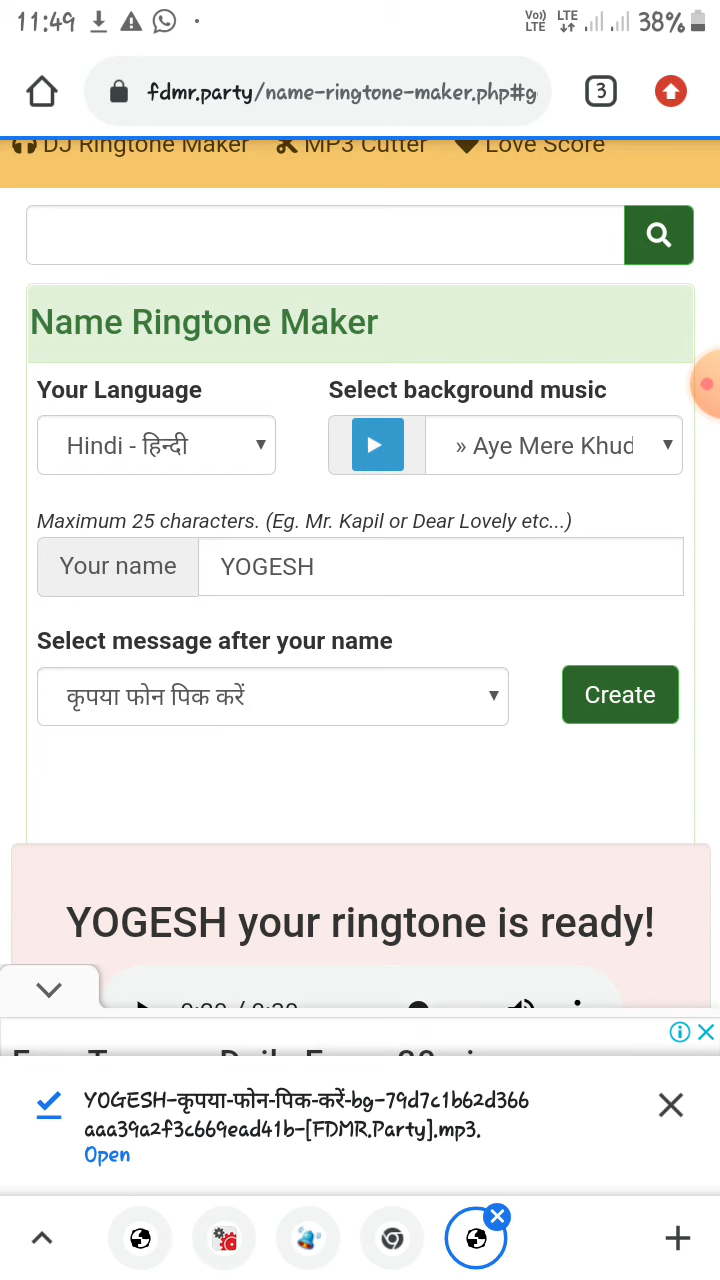 11:49
Vo)) LTE LTE 38%
fdmr.party/name-ringtone-maker.php#g
3
DJ Ringtone Maker MP3 Cutter Love Score
Name Ringtone Maker
Your Language Select background music
Hindi - हिन्दी » Aye Mere Khud
Maximum 25 characters. (Eg. Mr. Kapil or Dear Lovely etc...)
Your name YOGESH
Select message after your name
कृपया फोन पिक करें Create
YOGESH your ringtone is ready!
YOGESH-कृपया-फोन-पिक-करें-bg-79d7c1b62d366
aaa39a2f3c669ead41b-[FDMR.Party].mp3.
Open